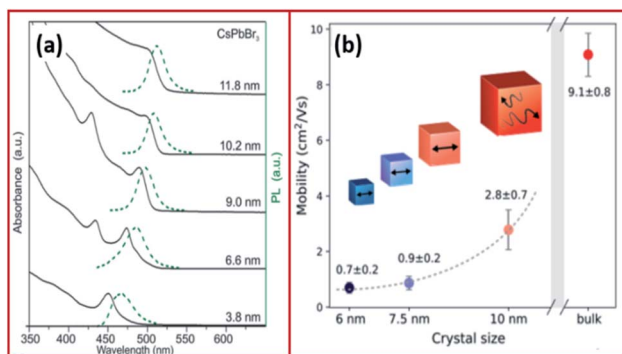 (a)
CsPbBr3
11.8 nm
10.2 nm
9.0 nm
6.6 nm
3.8 nm
Absorbance (a.u.)
PL (a.u.)
350 400 450 500 550 600
Wavelength (nm)
(b)
Mobility (cm²/Vs)
10
8
6
4
2
0
9.1±0.8
2.8±0.7
0.9±0.2
0.7±0.2
6 nm 7.5 nm 10 nm bulk
Crystal size